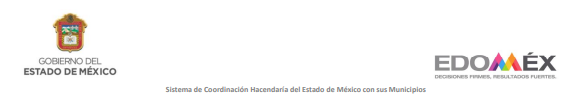 GOBIERNO DEL
ESTADO DE MÉXICO
EDOMÉX
DECISIONES FIRMES, RESULTADOS FUERTES.
Sistema de Coordinación Hacendaria del Estado de México con sus Municipios